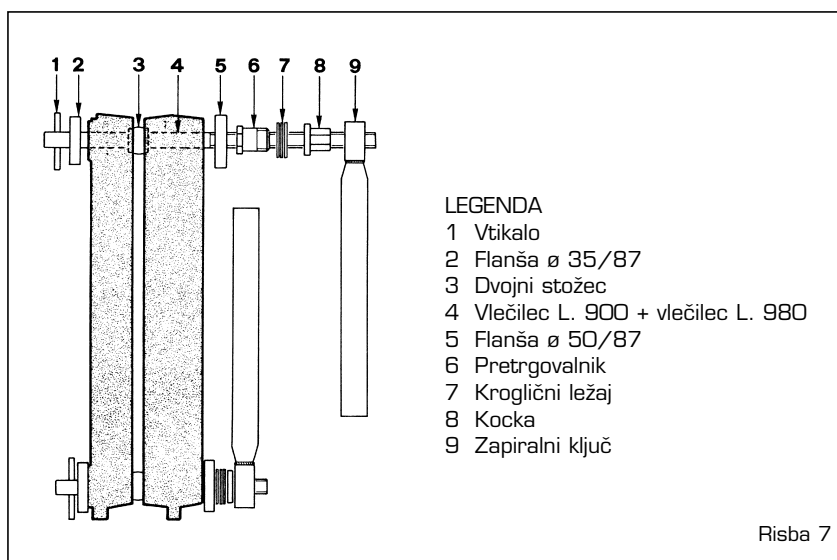 1 2 3 4 5 6 7 8 9
LEGENDA
1 Vtikalo
2 Flanša ø 35/87
3 Dvojni stožec
4 Vlečilec L. 900 + vlečilec L. 980
5 Flanša ø 50/87
6 Pretrgovalnik
7 Kroglični ležaj
8 Kocka
9 Zapiralni ključ
Risba 7